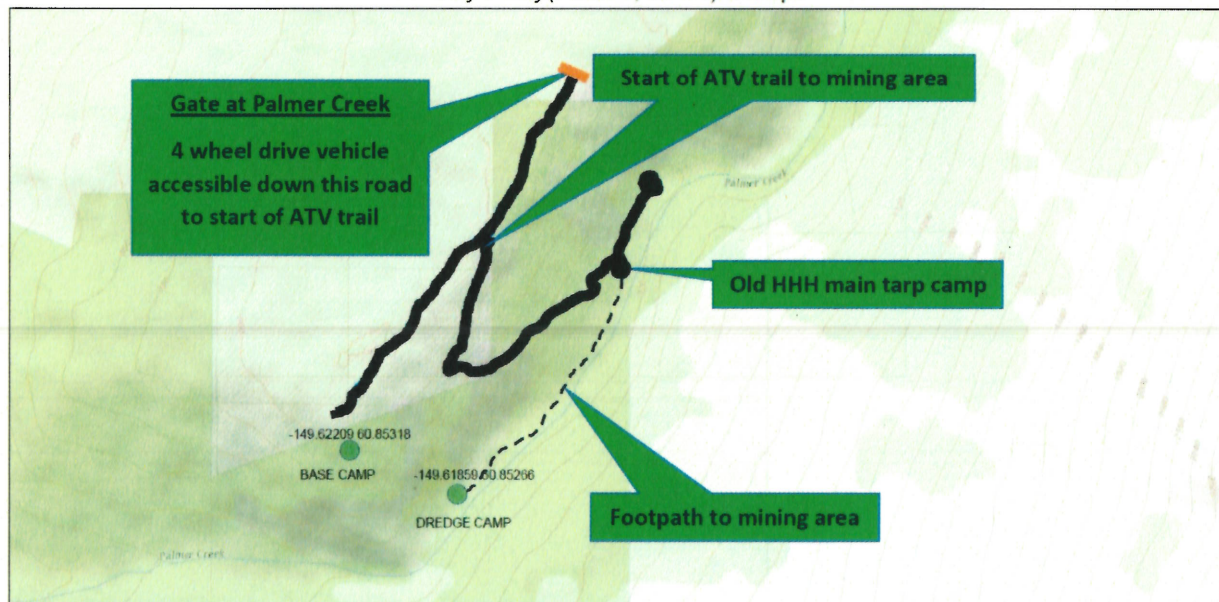 Gate at Palmer Creek
4 wheel drive vehicle
accessible down this road
to start of ATV trail
Start of ATV trail to mining area
Palmer Creek
Old HHH main tarp camp
-149.62209 60.85318
BASE CAMP
-149.61859 60.85266
DREDGE CAMP
Footpath to mining area
Palmer Creek